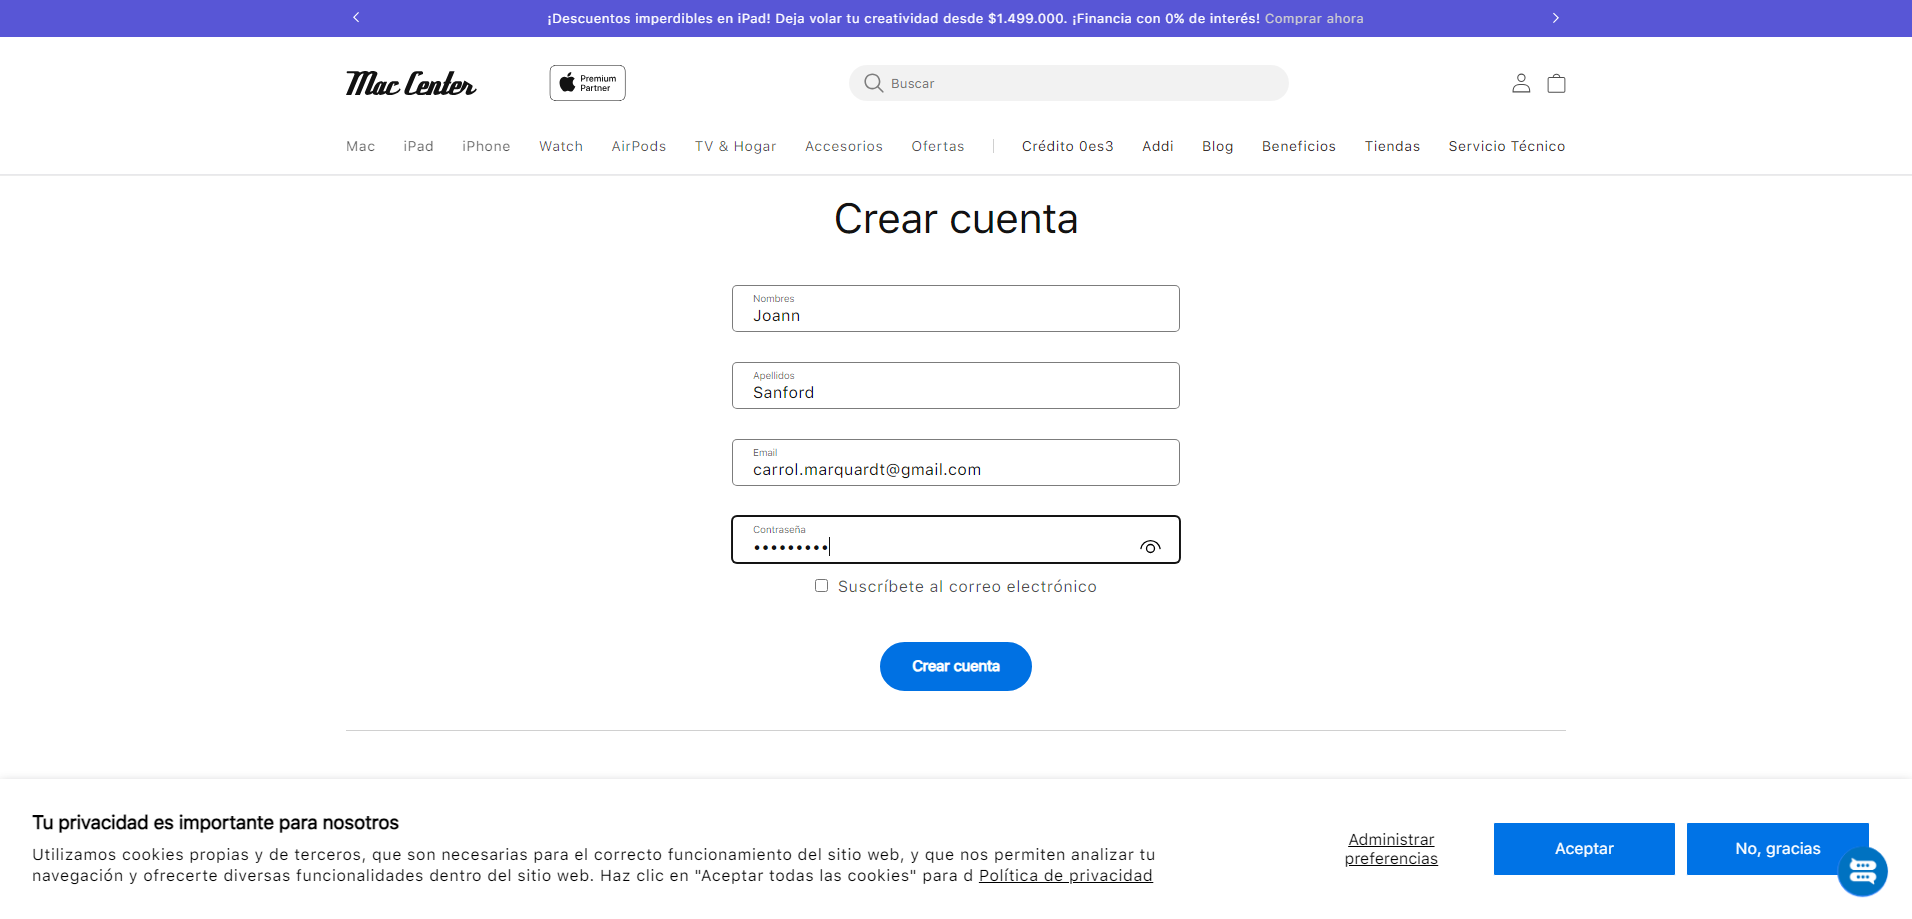 ¡Descuentos imperdibles en iPad! Deja volar tu creatividad desde $1.499.000. ¡Financia con 0% de interés! Comprar ahora
Mac Center
Premium
Partner
Buscar
Mac iPad iPhone Watch AirPods TV & Hogar Accesorios Ofertas Crédito 0es3 Addi Blog Beneficios Tiendas Servicio Técnico
Crear cuenta
Nombres
Joann
Apellidos
Sanford
Email
carrol.marquardt@gmail.com
Contraseña
•••••••••
Suscríbete al correo electrónico
Crear cuenta
Tu privacidad es importante para nosotros
Utilizamos cookies propias y de terceros, que son necesarias para el correcto funcionamiento del sitio web, y que nos permiten analizar tu
navegación y ofrecerte diversas funcionalidades dentro del sitio web. Haz clic en "Aceptar todas las cookies" para d Política de privacidad
Administrar
preferencias
Aceptar
No, gracias